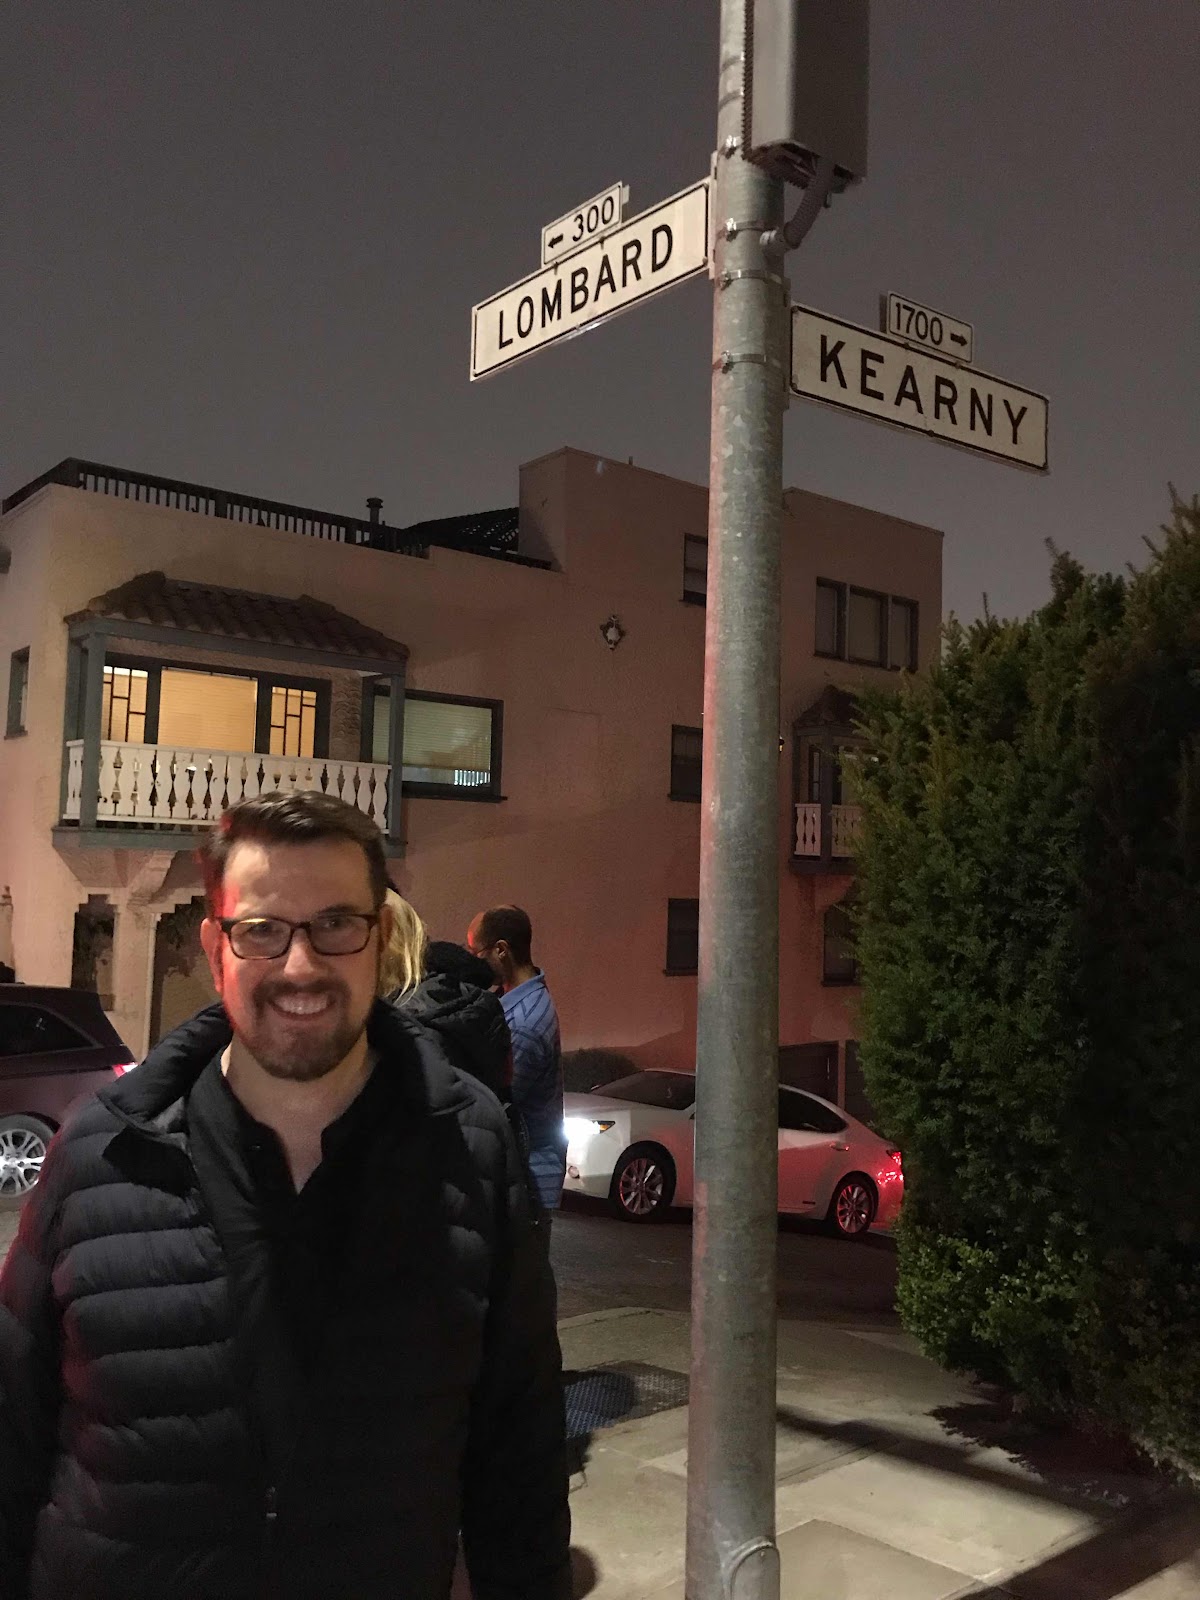 ← 300
LOMBARD
1700 →
KEARNY